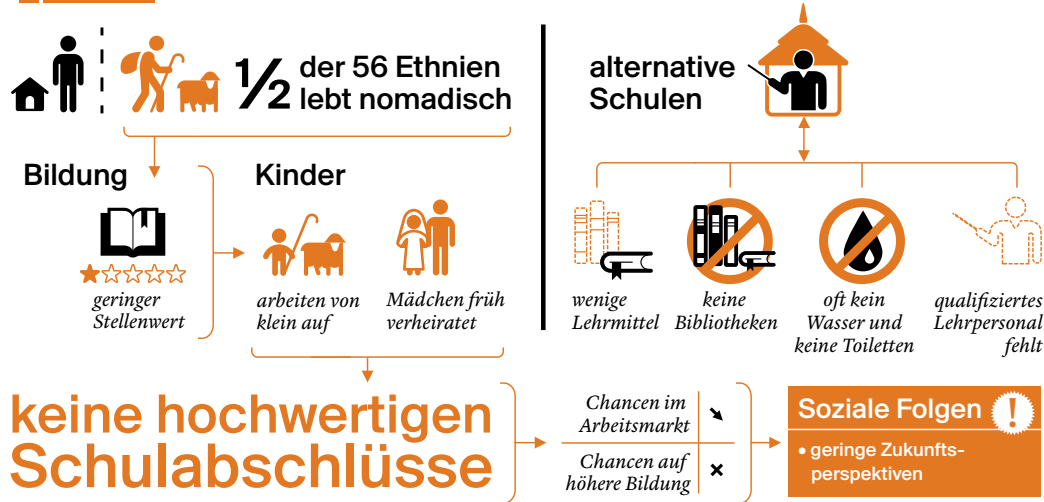 ½ der 56 Ethnien
lebt nomadisch
Bildung
geringer
Stellenwert
Kinder
arbeiten von
klein auf
Mädchen früh
verheiratet
alternative
Schulen
wenige
Lehrmittel
keine
Bibliotheken
oft kein
Wasser und
keine Toiletten
qualifiziertes
Lehrpersonal
fehlt
keine hochwertigen
Schulabschlüsse
Chancen im
Arbeitsmarkt
Chancen auf
höhere Bildung
Soziale Folgen !
• geringe Zukunfts-
perspektiven